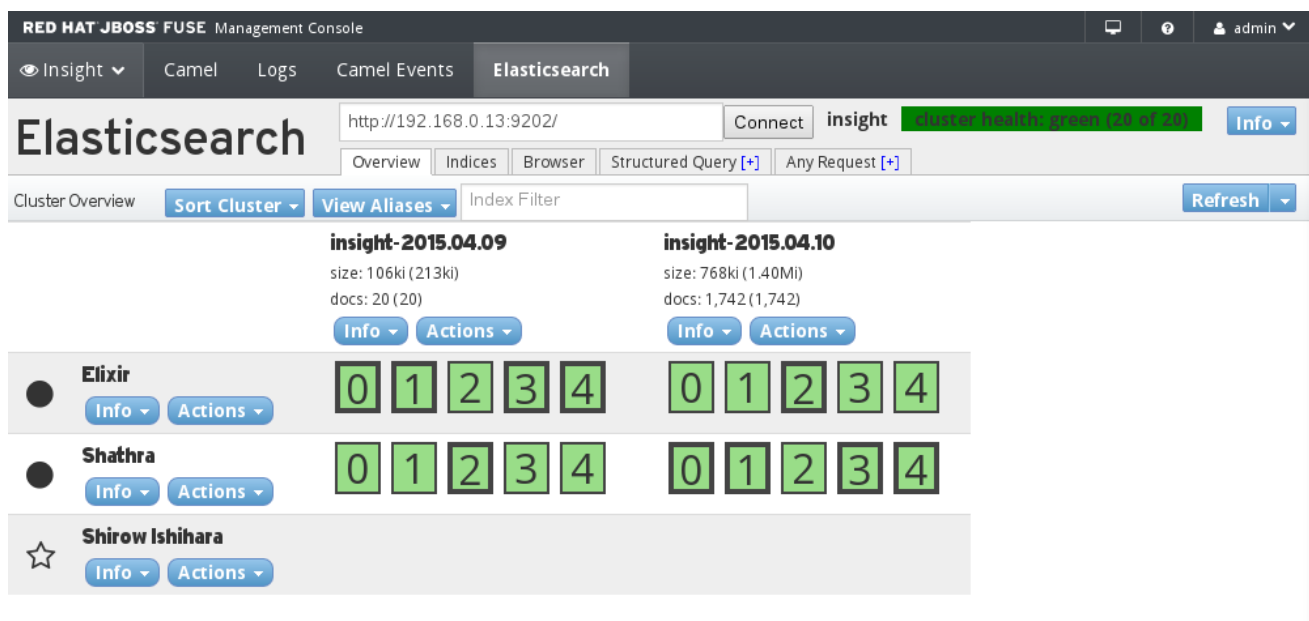 RED HAT JBOSS FUSE Management Console admin
Insight Camel Logs Camel Events Elasticsearch
Elasticsearch
http://192.168.0.13:9202/ Connect insight cluster health: green (20 of 20) Info
Overview Indices Browser Structured Query [+] Any Request [+]
Cluster Overview Sort Cluster View Aliases Index Filter Refresh
insight-2015.04.09 insight-2015.04.10
size: 106ki (213ki) size: 768ki (1.40Mi)
docs: 20 (20) docs: 1,742 (1,742)
Info Actions Info Actions
Elixir
Info Actions 0 1 2 3 4 0 1 2 3 4
Shathra
Info Actions 0 1 2 3 4 0 1 2 3 4
Shirow Ishihara
Info Actions